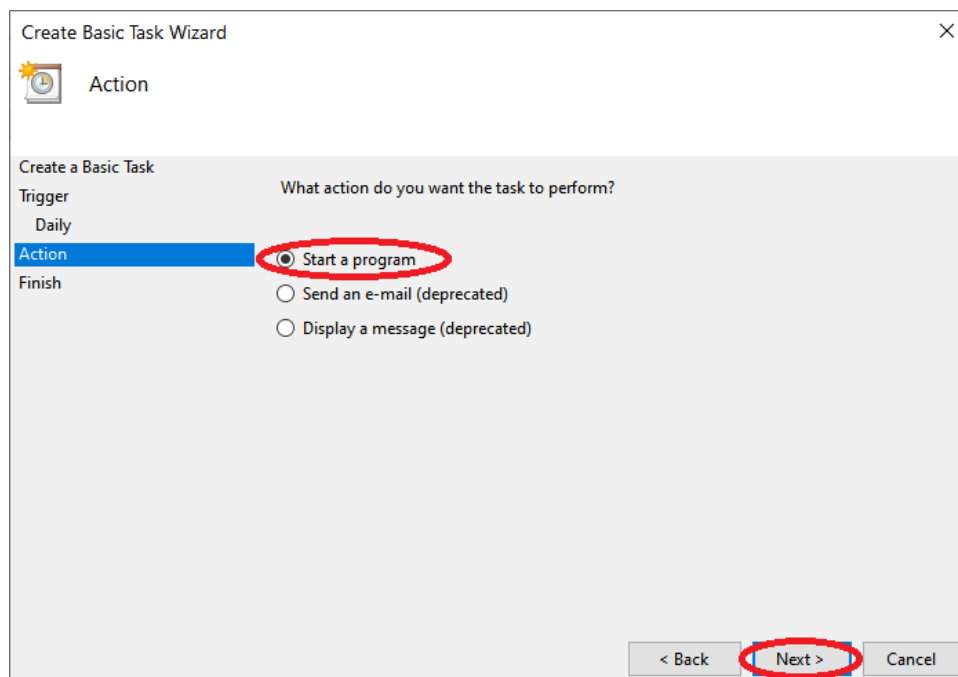 Create Basic Task Wizard
Action
Create a Basic Task
Trigger
Daily
Action
Finish
What action do you want the task to perform?
Start a program
Send an e-mail (deprecated)
Display a message (deprecated)
< Back
Next >
Cancel